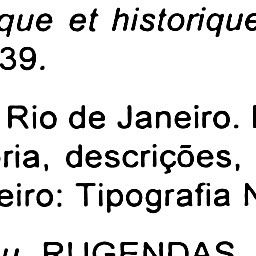 que et historique
39.
Rio de Janeiro.
ria, descrições,
eiro: Tipografia N
RUGENDAS